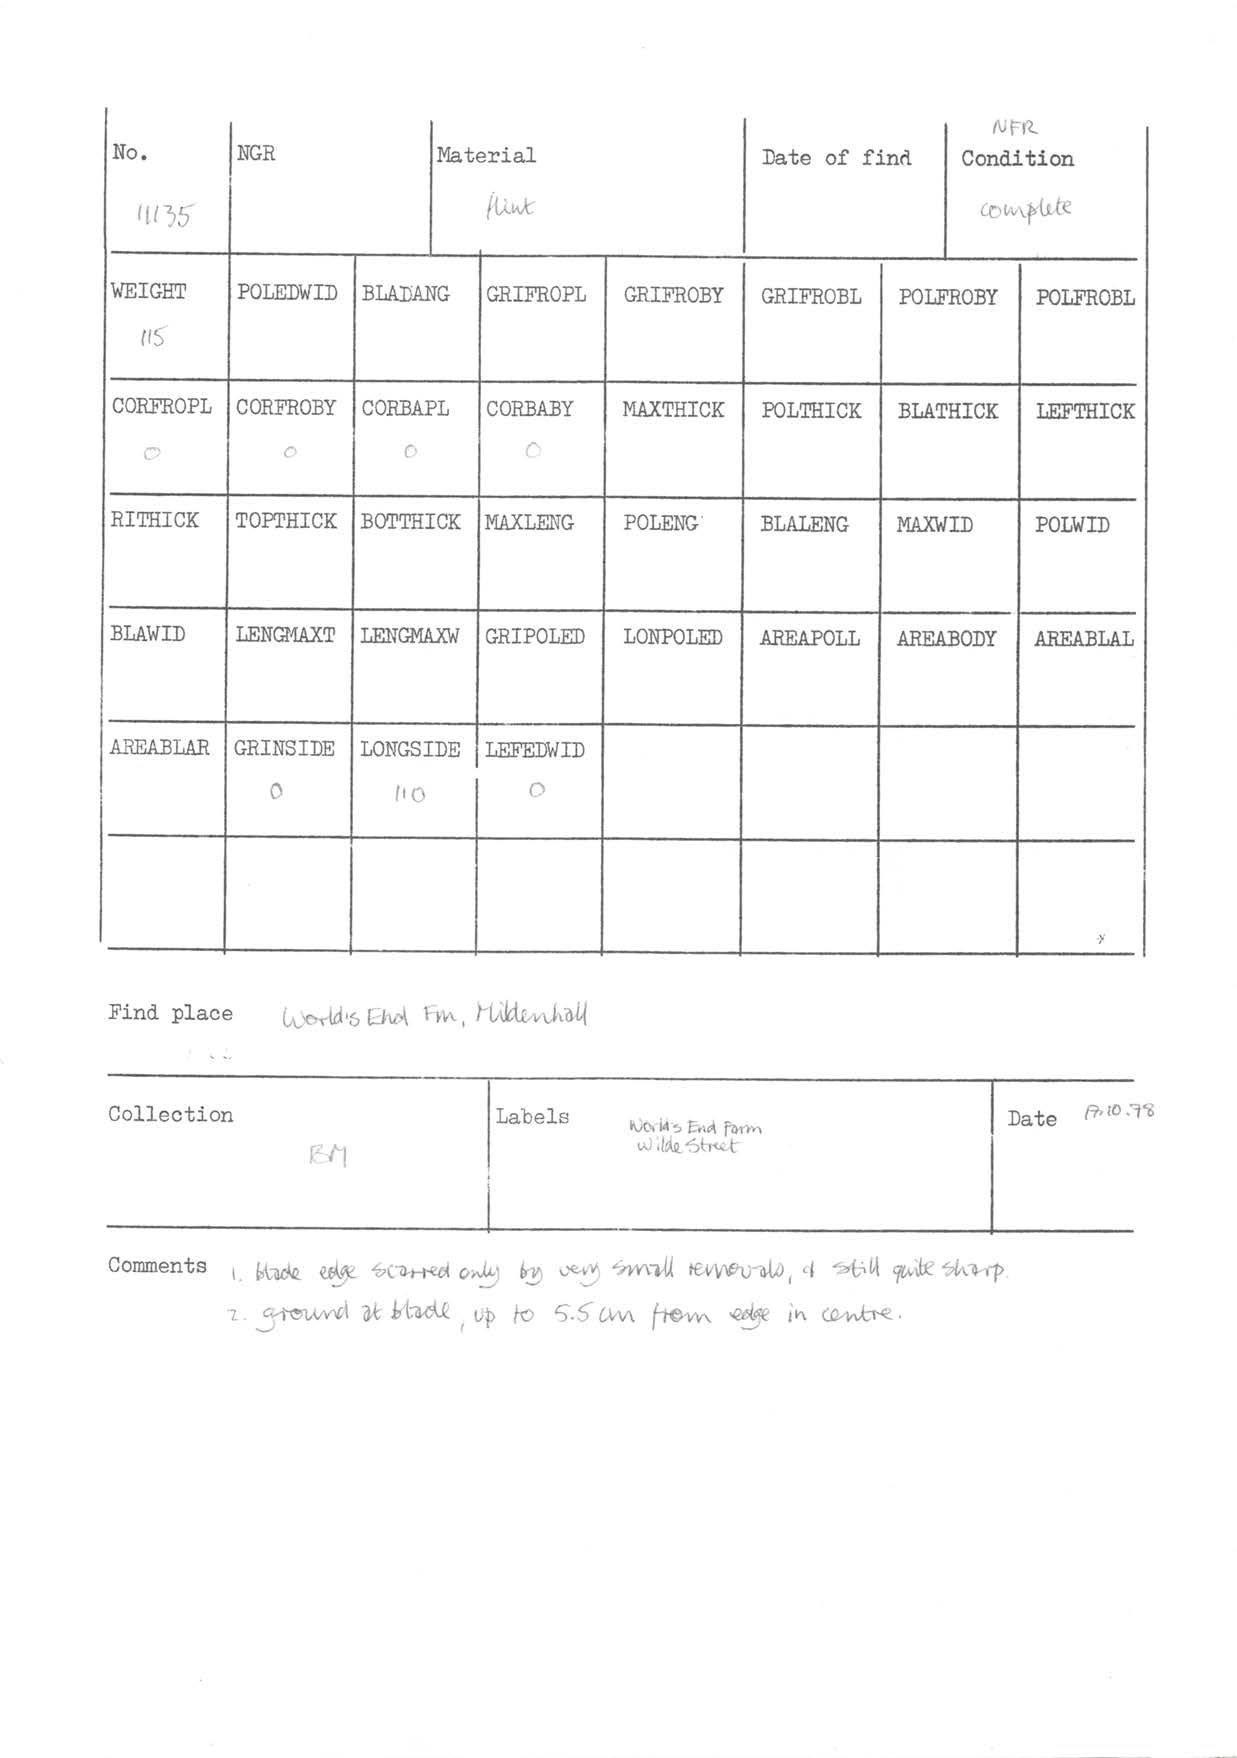 NFR
No. NGR Material Date of find Condition
11135 flint complete
WEIGHT POLEDWID BLADANG GRIFROPL GRIFROBY GRIFROBL POLFROBY POLFROBL
115
CORFROPL CORFROBY CORBAPL CORBABY MAXTHICK POLTHICK BLATHICK LEFTHICK
0 0 0 0
RITHICK TOPTHICK BOTTHICK MAXLENG POLENG BLALENG MAXWID POLWID
BLAWID LENGMAXT LENGMAXW GRIPOLED LONPOLED AREAPOLL AREABODY AREABLAL
AREABLAR GRINSIDE LONGSIDE LEFEDWID
0 110 0
Find place World's End Fm, Mildenhall
Collection Labels Date 17.10.78
World's End Farm
Wilde Street
BM
Comments 1. blade edge scarred only by very small removals, & still quite sharp.
2. ground at blade, up to 5.5 cm from edge in centre.